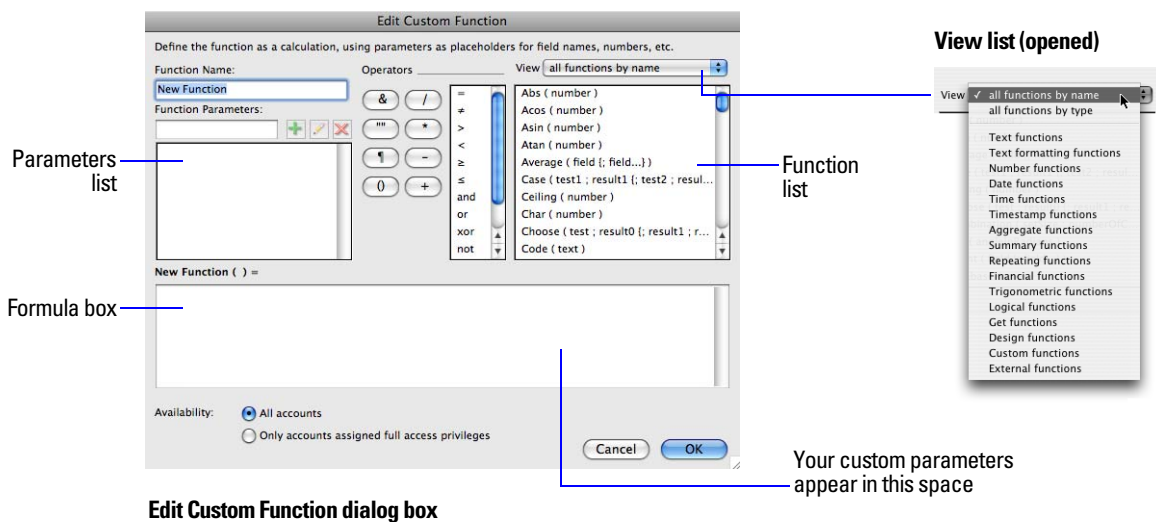 Edit Custom Function
Define the function as a calculation, using parameters as placeholders for field names, numbers, etc.
Function Name:
New Function
Function Parameters:
Operators
& /
"" *
¶ -
() +
=
≠
>
<
≥
≤
and
or
xor
not
View all functions by name
Abs ( number )
Acos ( number )
Asin ( number )
Atan ( number )
Average ( field {; field...} )
Case ( test1 ; result1 {; test2 ; resul...
Ceiling ( number )
Char ( number )
Choose ( test ; result0 {; result1 ; r...
Code ( text )
New Function ( ) =
Availability:
All accounts
Only accounts assigned full access privileges
Cancel
OK
Parameters
list
Formula box
Function
list
Your custom parameters
appear in this space
Edit Custom Function dialog box
View list (opened)
View ✓ all functions by name
all functions by type
Text functions
Text formatting functions
Number functions
Date functions
Time functions
Timestamp functions
Aggregate functions
Summary functions
Repeating functions
Financial functions
Trigonometric functions
Logical functions
Get functions
Design functions
Custom functions
External functions